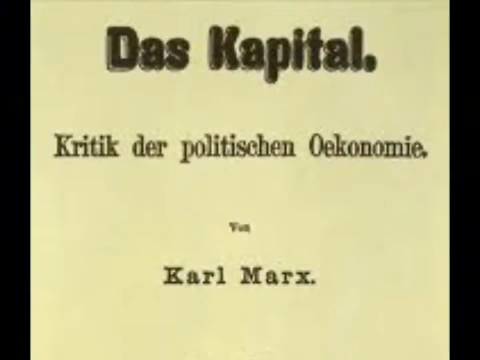 Das Kapital.
Kritik der politischen Oekonomie.
Von
Karl Marx.